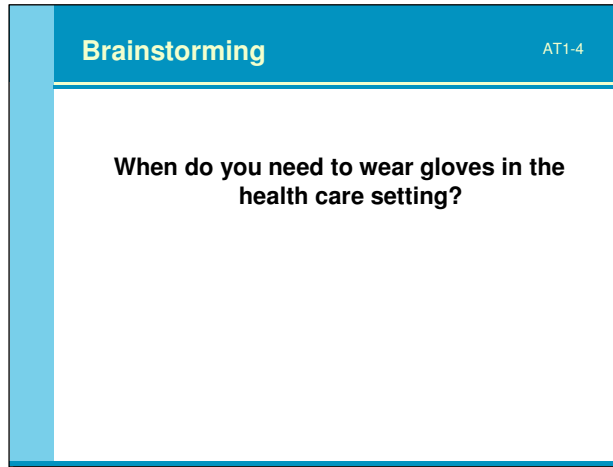 Brainstorming
AT1-4
When do you need to wear gloves in the
health care setting?